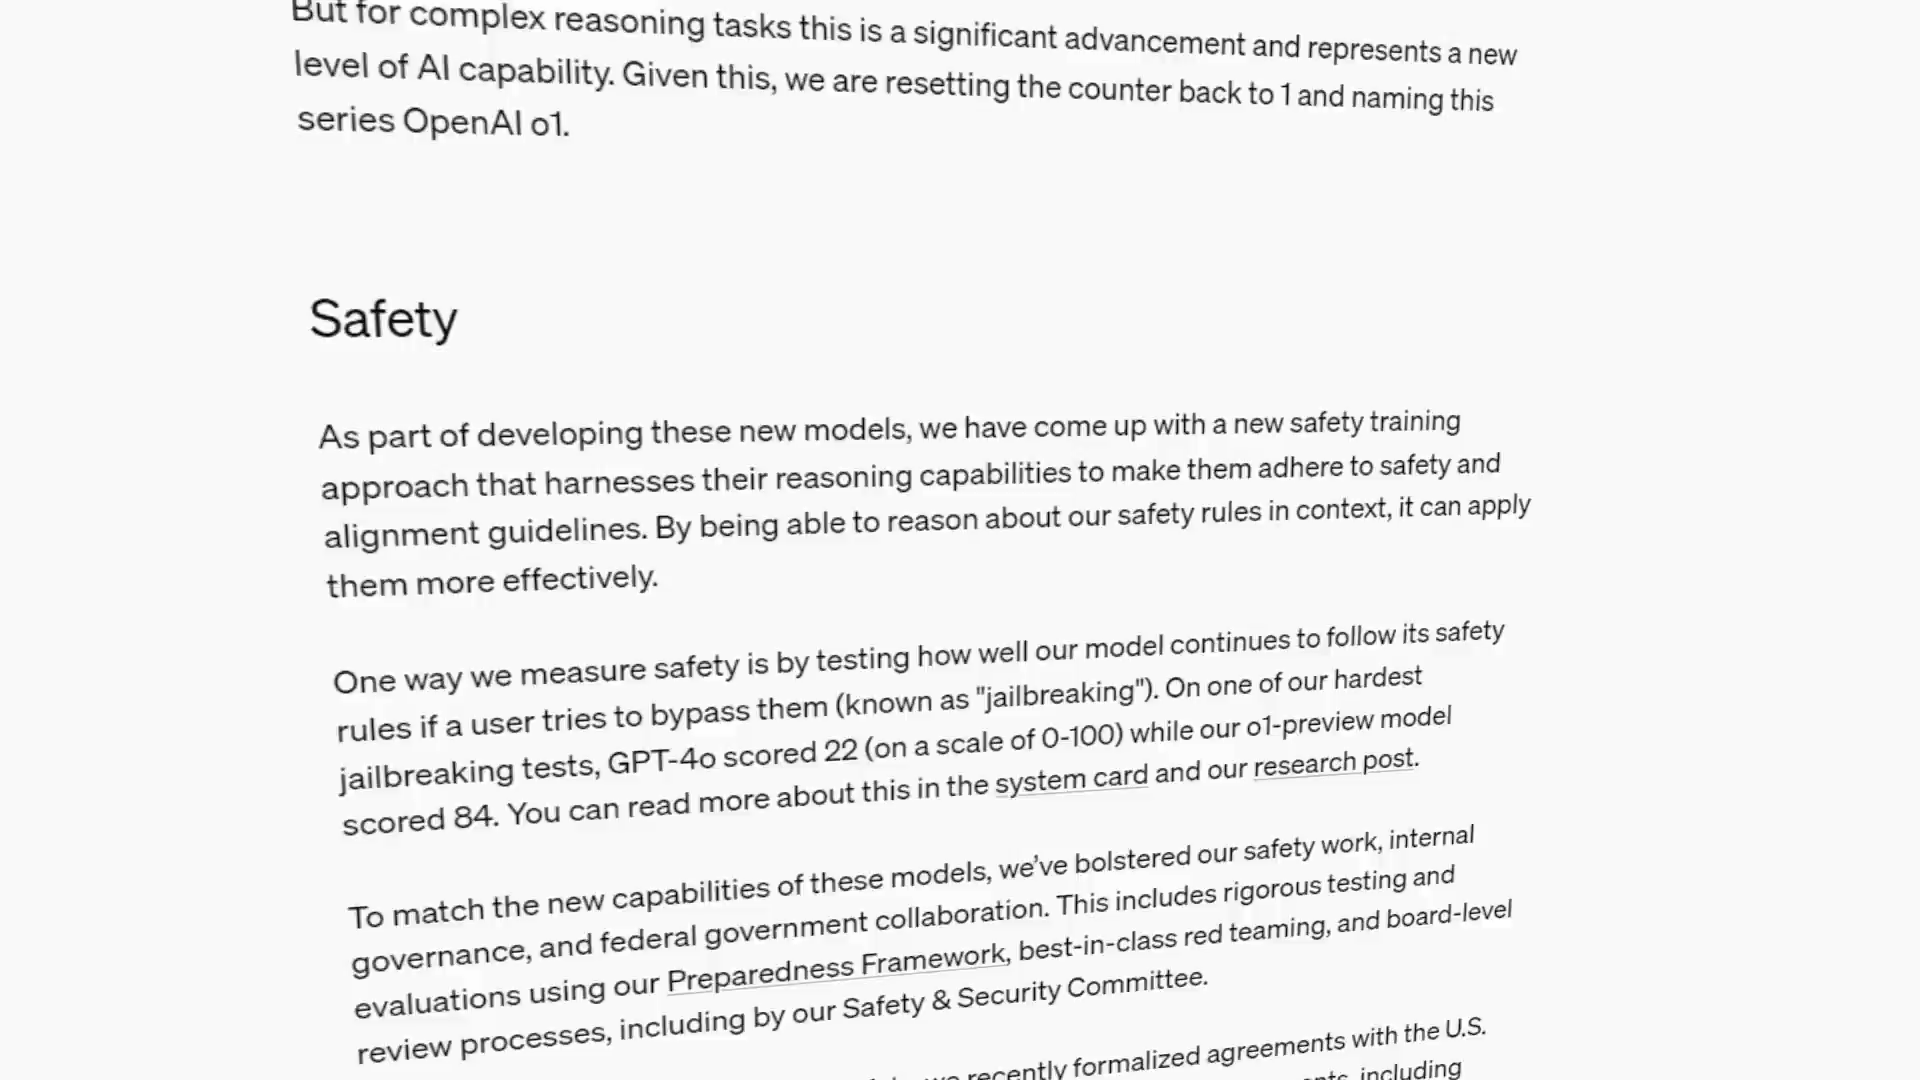 But for complex reasoning tasks this is a significant advancement and represents a new
level of AI capability. Given this, we are resetting the counter back to 1 and naming this
series OpenAI o1.
Safety
As part of developing these new models, we have come up with a new safety training
approach that harnesses their reasoning capabilities to make them adhere to safety and
alignment guidelines. By being able to reason about our safety rules in context, it can apply
them more effectively.
One way we measure safety is by testing how well our model continues to follow its safety
rules if a user tries to bypass them (known as "jailbreaking"). On one of our hardest
jailbreaking tests, GPT-4o scored 22 (on a scale of 0-100) while our o1-preview model
scored 84. You can read more about this in the system card and our research post.
To match the new capabilities of these models, we’ve bolstered our safety work, internal
governance, and federal government collaboration. This includes rigorous testing and
evaluations using our Preparedness Framework, best-in-class red teaming, and board-level
review processes, including by our Safety & Security Committee.
recently formalized agreements with the U.S.
including